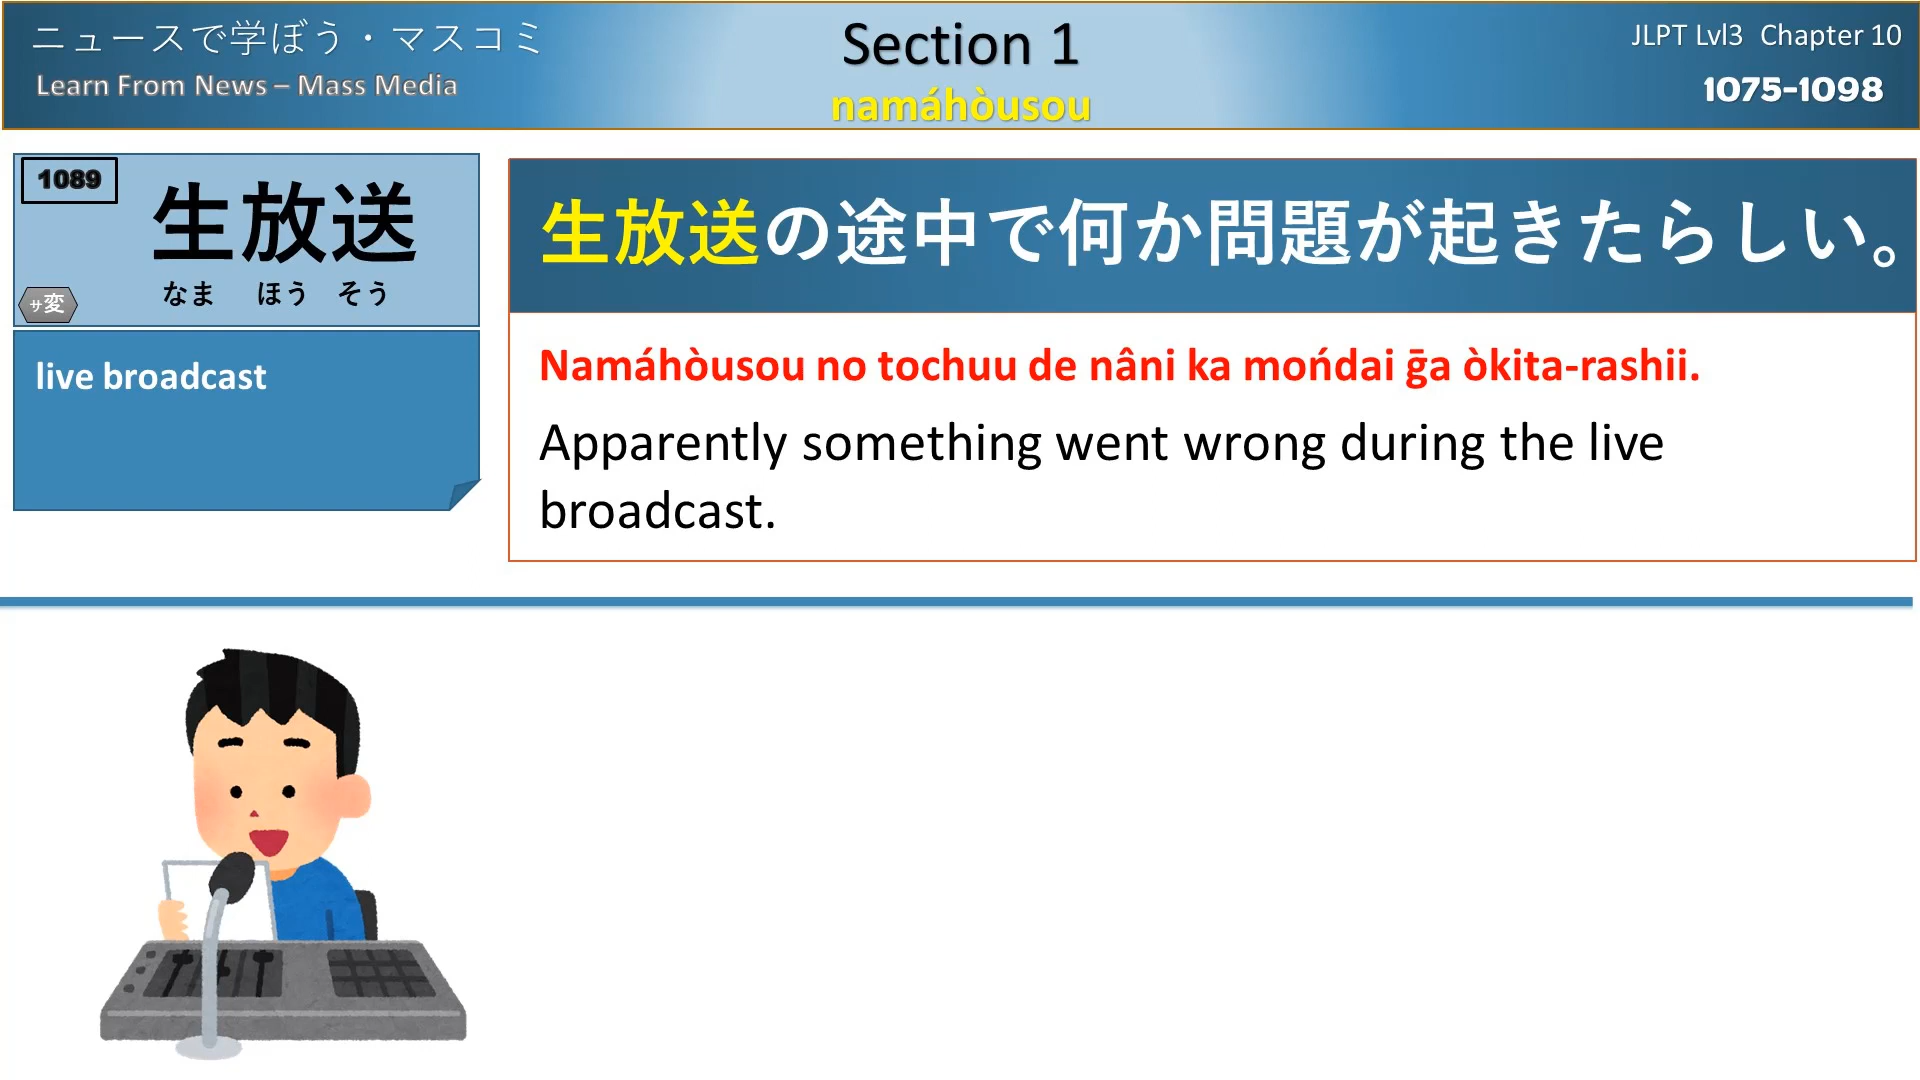 ニュースで学ぼう・マスコミ
Learn From News – Mass Media
Section 1
namáhòusou
JLPT Lvl3 Chapter 10
1075-1098
1089
生放送
なま ほう そう
サ変
live broadcast
生放送の途中で何か問題が起きたらしい。
Namáhòusou no tochuu de nâni ka mońdai ḡa òkita-rashii.
Apparently something went wrong during the live
broadcast.